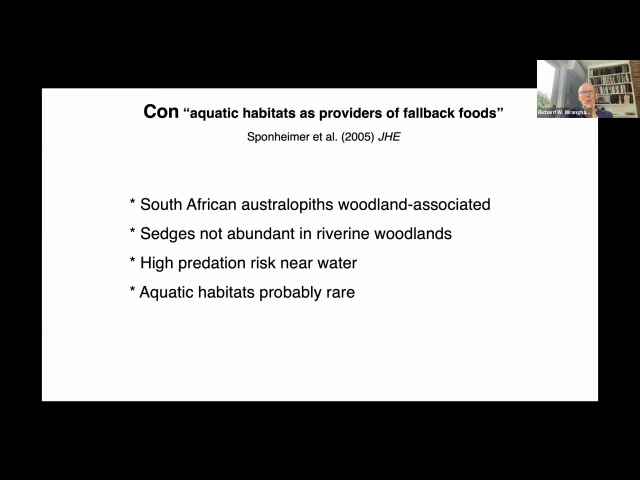 Con “aquatic habitats as providers of fallback foods”
Sponheimer et al. (2005) JHE
* South African australopiths woodland-associated
* Sedges not abundant in riverine woodlands
* High predation risk near water
* Aquatic habitats probably rare
Richard W. Wrangha...